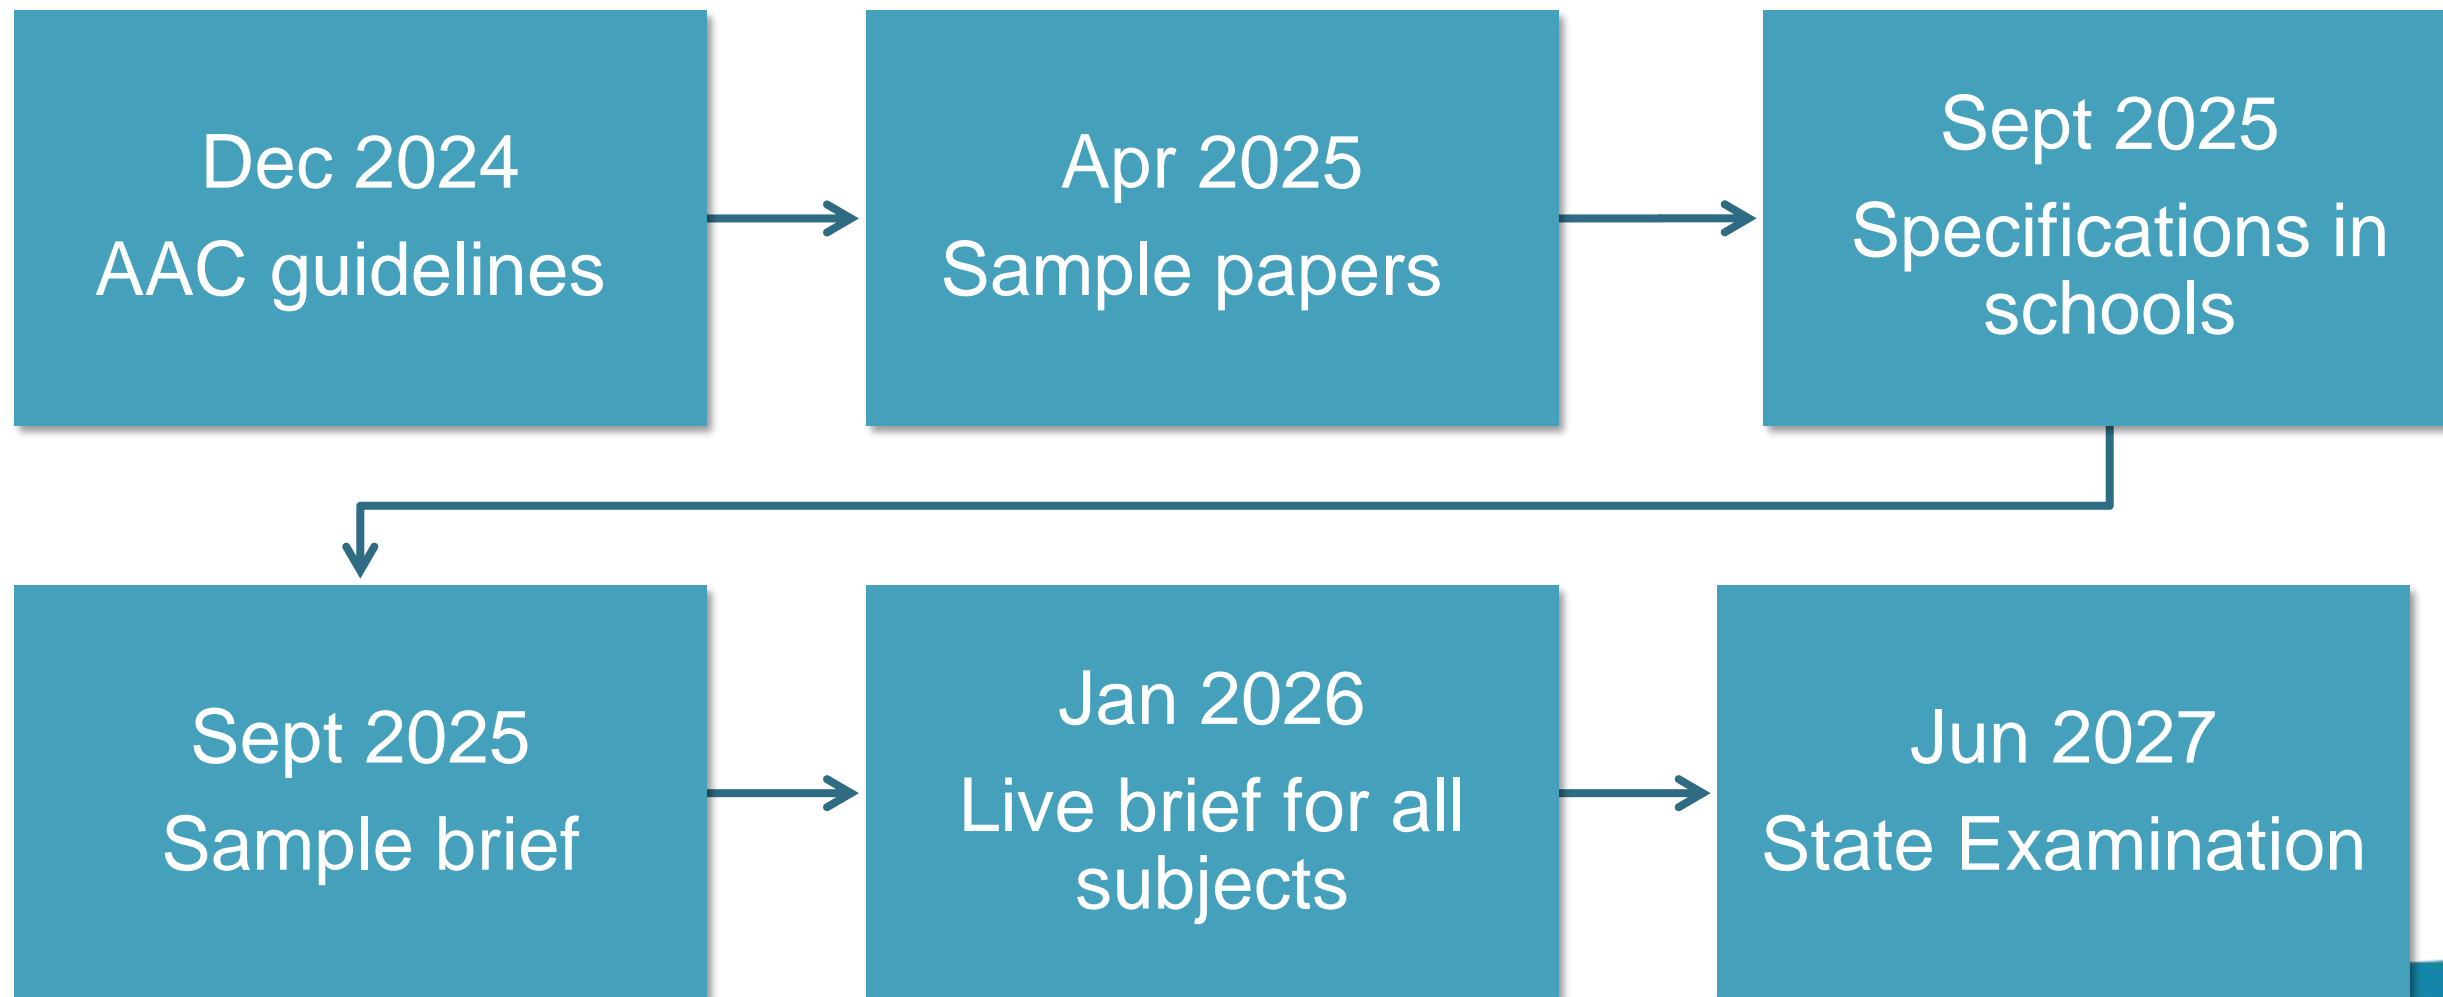 Dec 2024
AAC guidelines
Apr 2025
Sample papers
Sept 2025
Specifications in
schools
Sept 2025
Sample brief
Jan 2026
Live brief for all
subjects
Jun 2027
State Examination